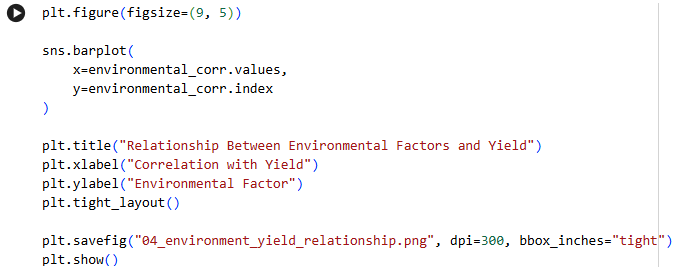 plt.figure(figsize=(9, 5))
sns.barplot(
    x=environmental_corr.values,
    y=environmental_corr.index
)
plt.title("Relationship Between Environmental Factors and Yield")
plt.xlabel("Correlation with Yield")
plt.ylabel("Environmental Factor")
plt.tight_layout()
plt.savefig("04_environment_yield_relationship.png", dpi=300, bbox_inches="tight")
plt.show()